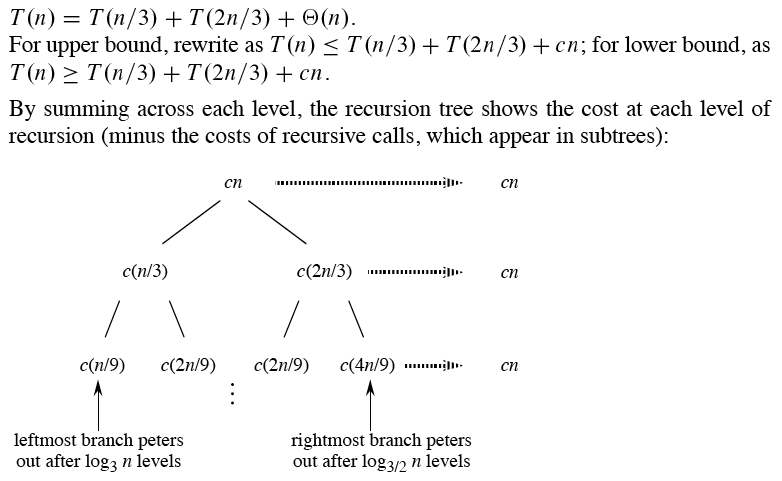 T(n) = T(n/3) + T(2n/3) + Θ(n).
For upper bound, rewrite as T(n) ≤ T(n/3) + T(2n/3) + cn; for lower bound, as
T(n) ≥ T(n/3) + T(2n/3) + cn.
By summing across each level, the recursion tree shows the cost at each level of
recursion (minus the costs of recursive calls, which appear in subtrees):
cn cn
c(n/3) c(2n/3) cn
c(n/9) c(2n/9) c(2n/9) c(4n/9) cn
⋮
leftmost branch peters rightmost branch peters
out after log₃ n levels out after log₃/₂ n levels